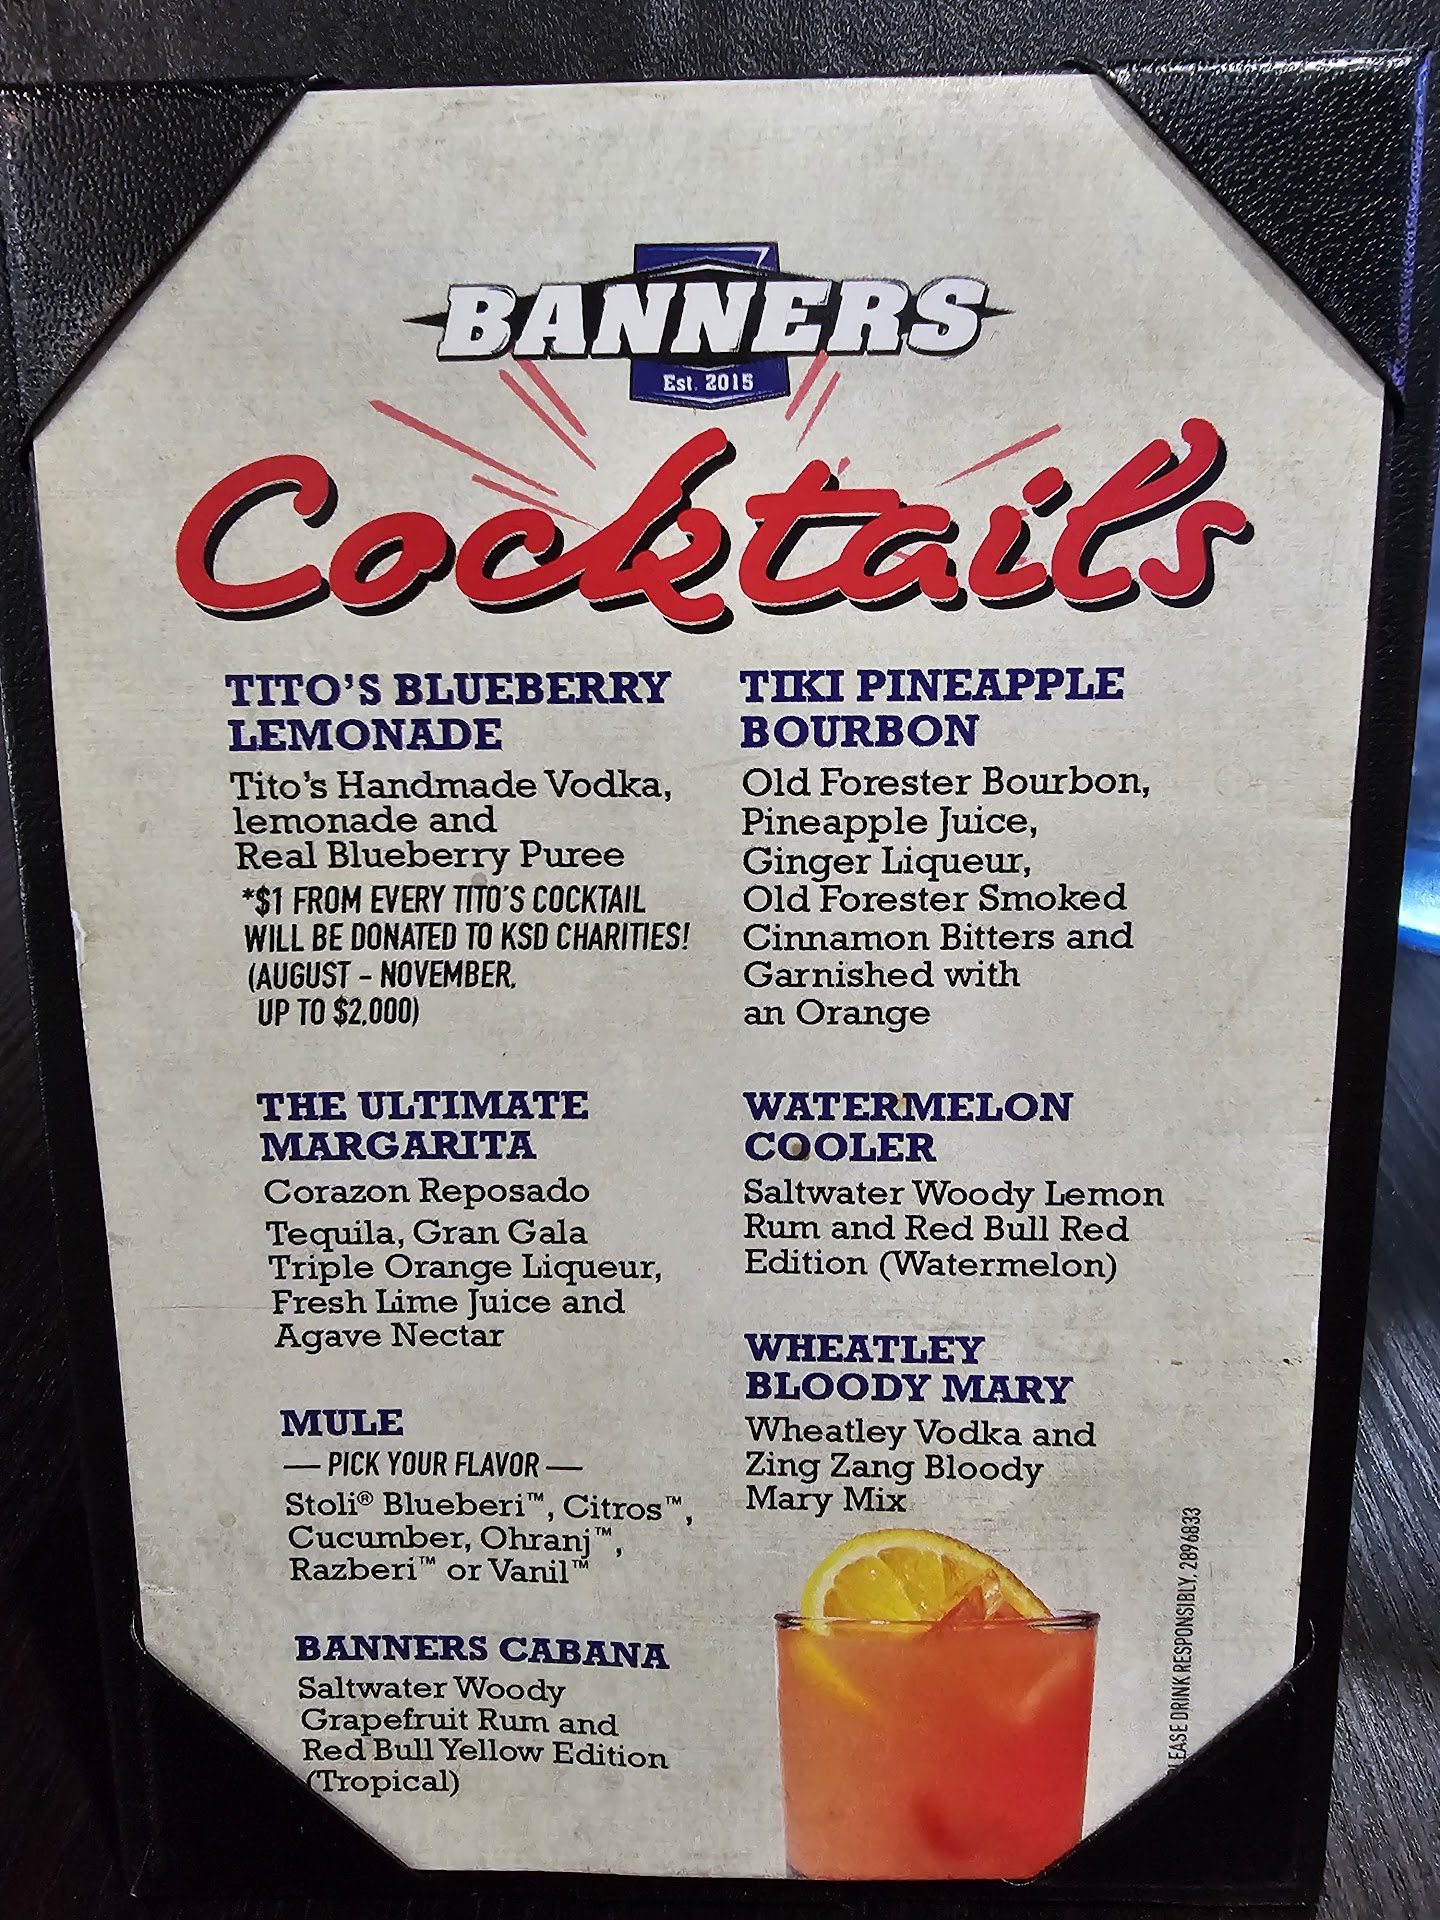 BANNERS
Est. 2015
Cocktails
TITO'S BLUEBERRY
LEMONADE
Tito's Handmade Vodka,
lemonade and
Real Blueberry Puree
*$1 FROM EVERY TITO'S COCKTAIL
WILL BE DONATED TO KSD CHARITIES!
(AUGUST – NOVEMBER,
UP TO $2,000)
THE ULTIMATE
MARGARITA
Corazon Reposado
Tequila, Gran Gala
Triple Orange Liqueur,
Fresh Lime Juice and
Agave Nectar
MULE
— PICK YOUR FLAVOR —
Stoli® Blueberi™, Citros™,
Cucumber, Ohranj™,
Razberi™ or Vanil™
BANNERS CABANA
Saltwater Woody
Grapefruit Rum and
Red Bull Yellow Edition
(Tropical)
TIKI PINEAPPLE
BOURBON
Old Forester Bourbon,
Pineapple Juice,
Ginger Liqueur,
Old Forester Smoked
Cinnamon Bitters and
Garnished with
an Orange
WATERMELON
COOLER
Saltwater Woody Lemon
Rum and Red Bull Red
Edition (Watermelon)
WHEATLEY
BLOODY MARY
Wheatley Vodka and
Zing Zang Bloody
Mary Mix
EASE DRINK RESPONSIBLY. 2896833